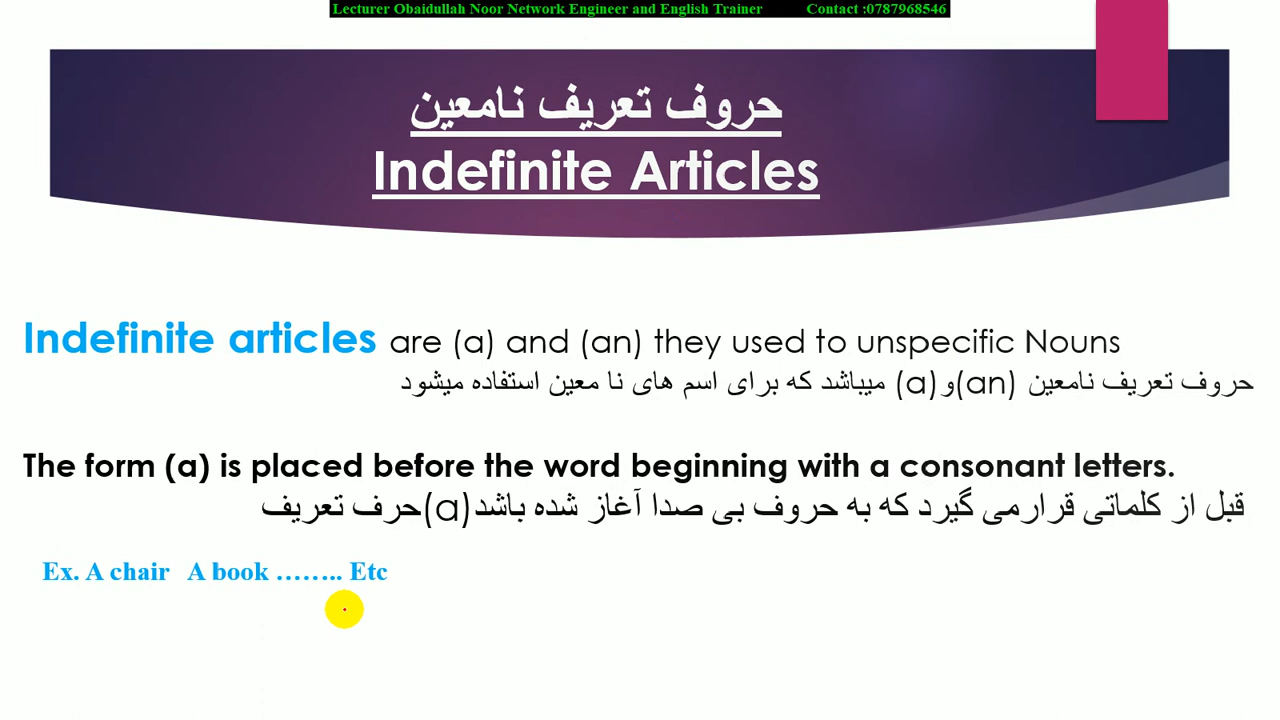 Lecturer Obaidullah Noor Network Engineer and English Trainer Contact :0787968546
حروف تعریف نامعین
Indefinite Articles
Indefinite articles are (a) and (an) they used to unspecific Nouns
حروف تعریف نامعین (an)و(a) میباشد که برای اسم های نا معین استفاده میشود
The form (a) is placed before the word beginning with a consonant letters.
قبل از کلماتی قرارمی گیرد که به حروف بی صدا آغاز شده باشد(a)حرف تعریف
Ex. A chair A book …….. Etc